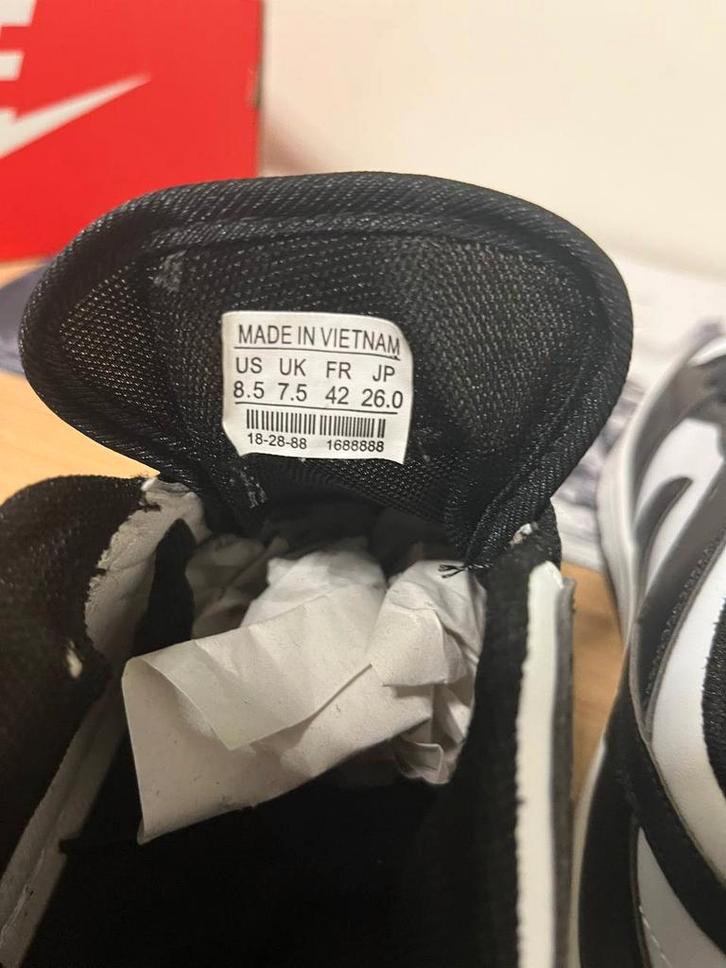 MADE IN VIETNAM
US UK FR JP
8.5 7.5 42 26.0
18-28-88 1688888